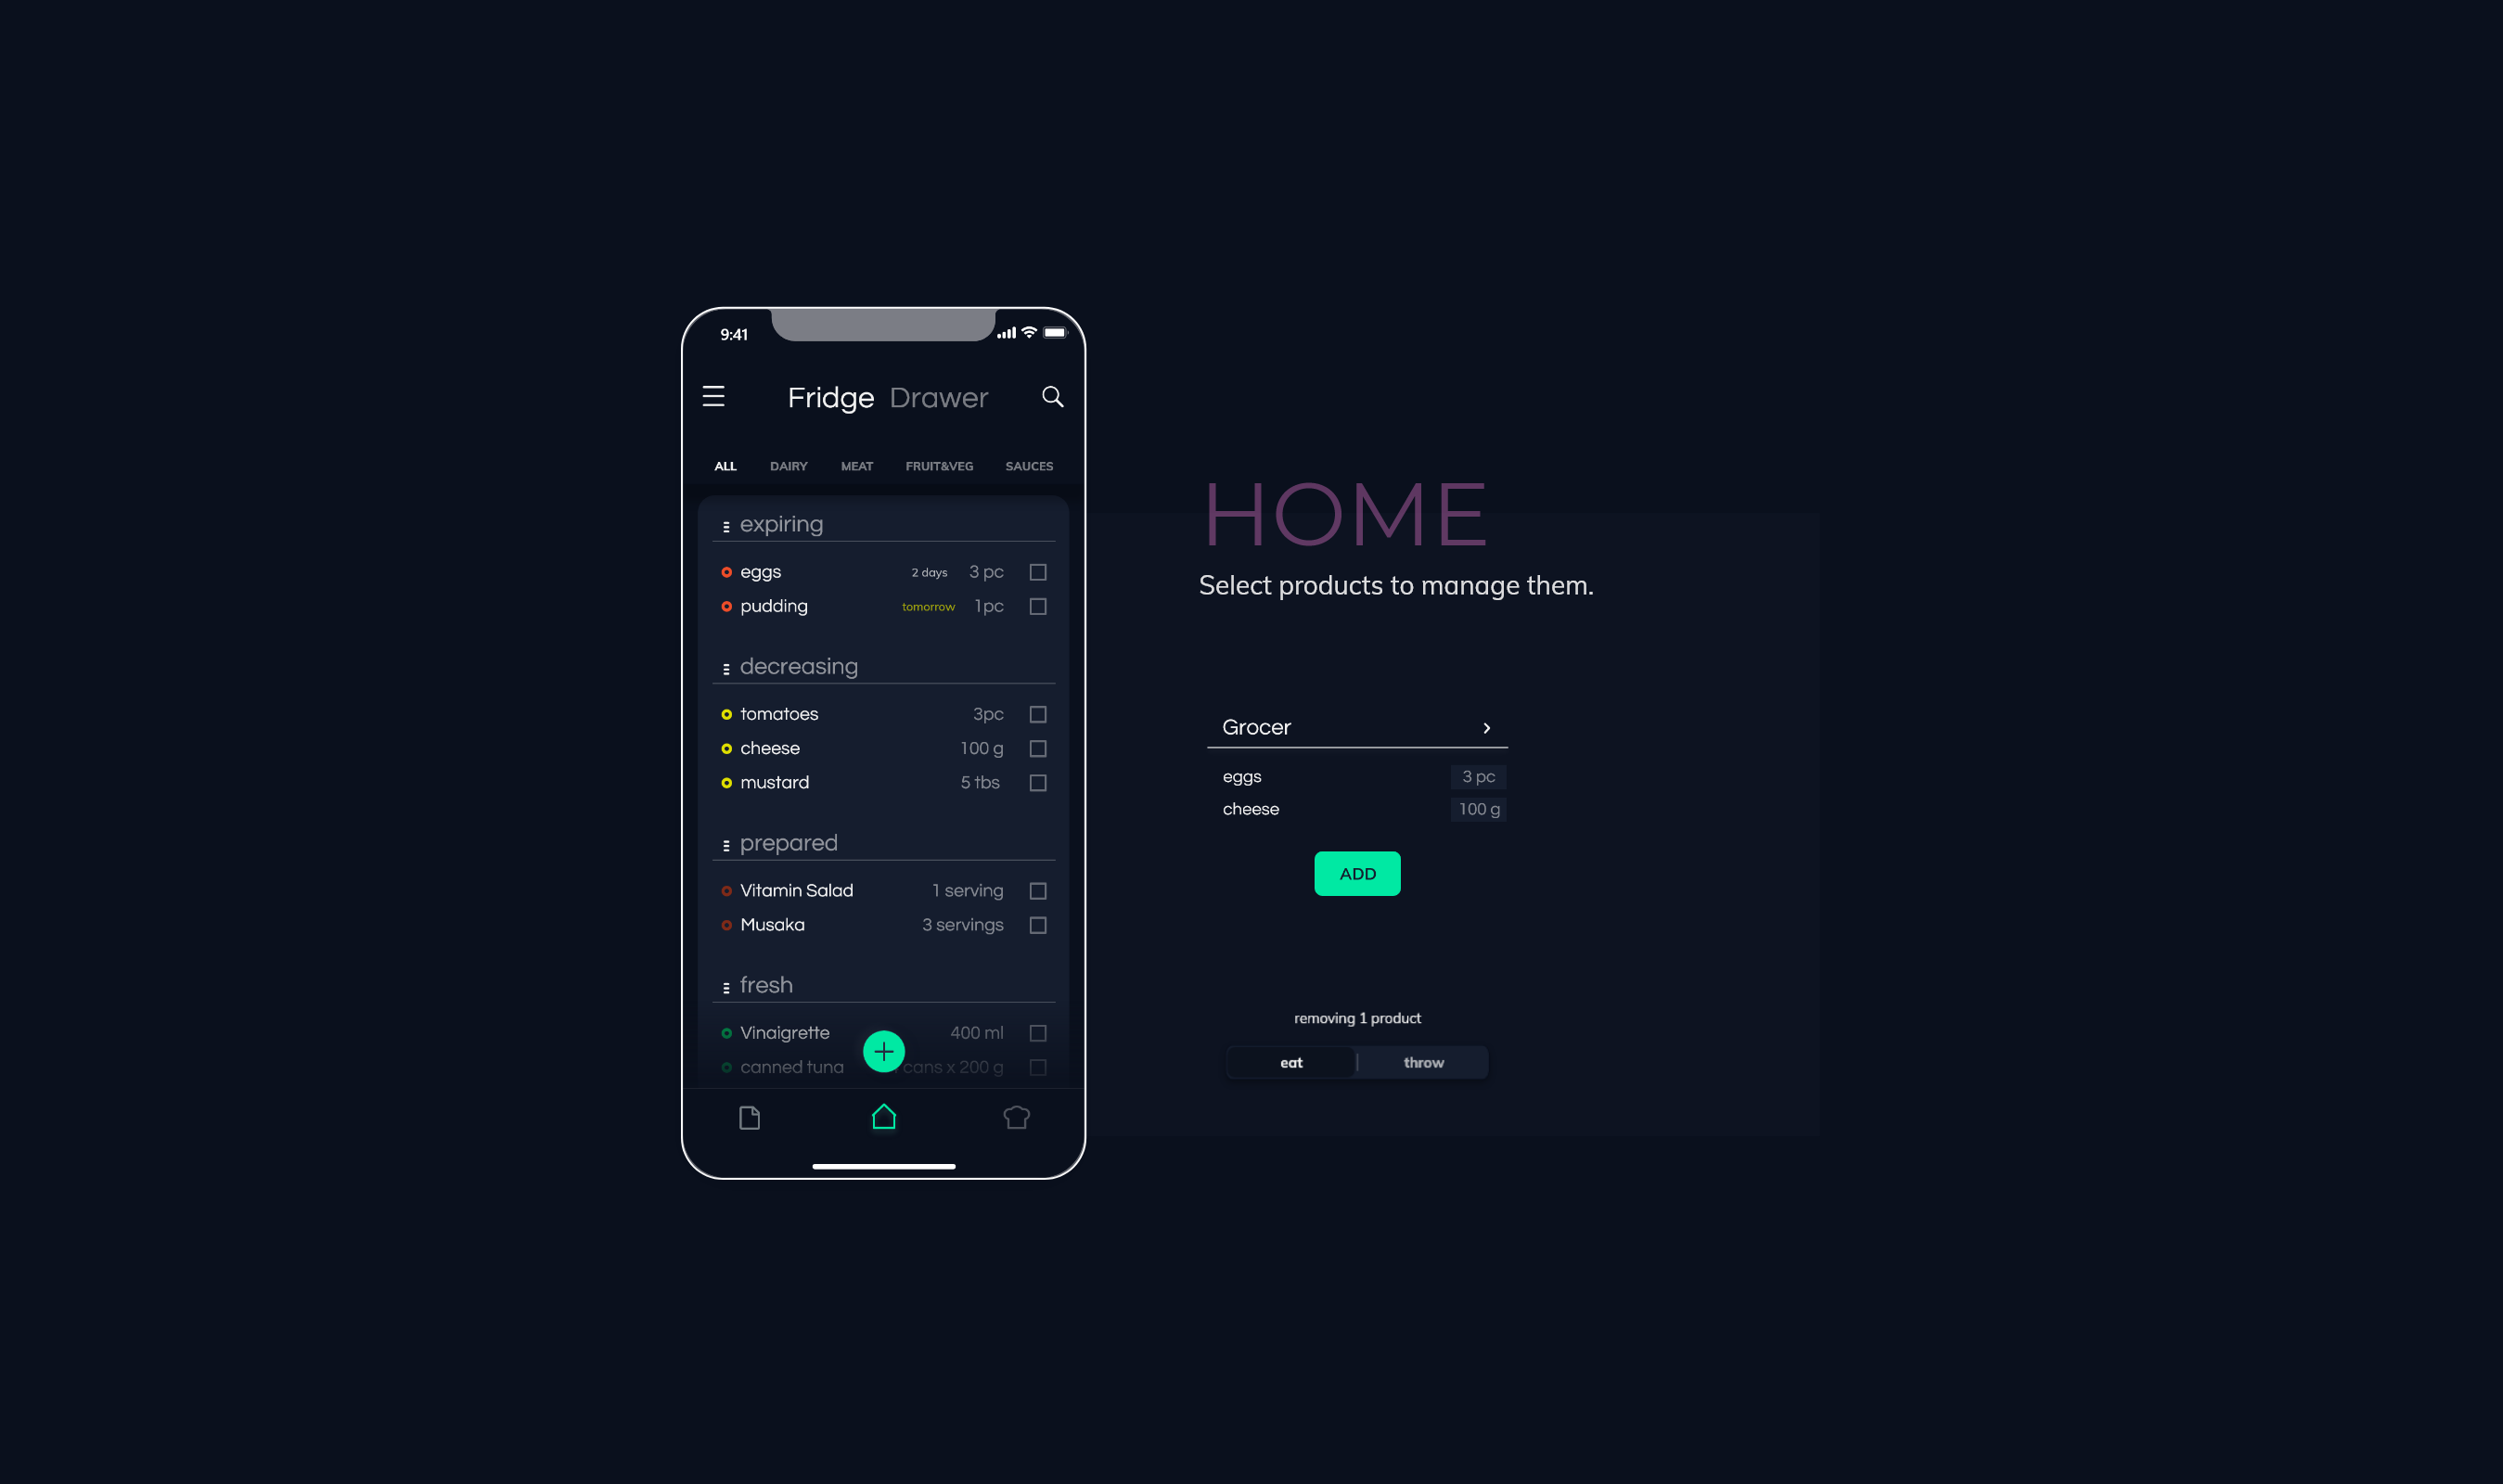 9:41
Fridge Drawer
ALL DAIRY MEAT FRUIT&VEG SAUCES
expiring
eggs 2 days 3 pc
pudding tomorrow 1pc
decreasing
tomatoes 3pc
cheese 100 g
mustard 5 tbs
prepared
Vitamin Salad 1 serving
Musaka 3 servings
fresh
Vinaigrette 400 ml
canned tuna cans x 200 g
HOME
Select products to manage them.
Grocer
eggs 3 pc
cheese 100 g
ADD
removing 1 product
eat throw